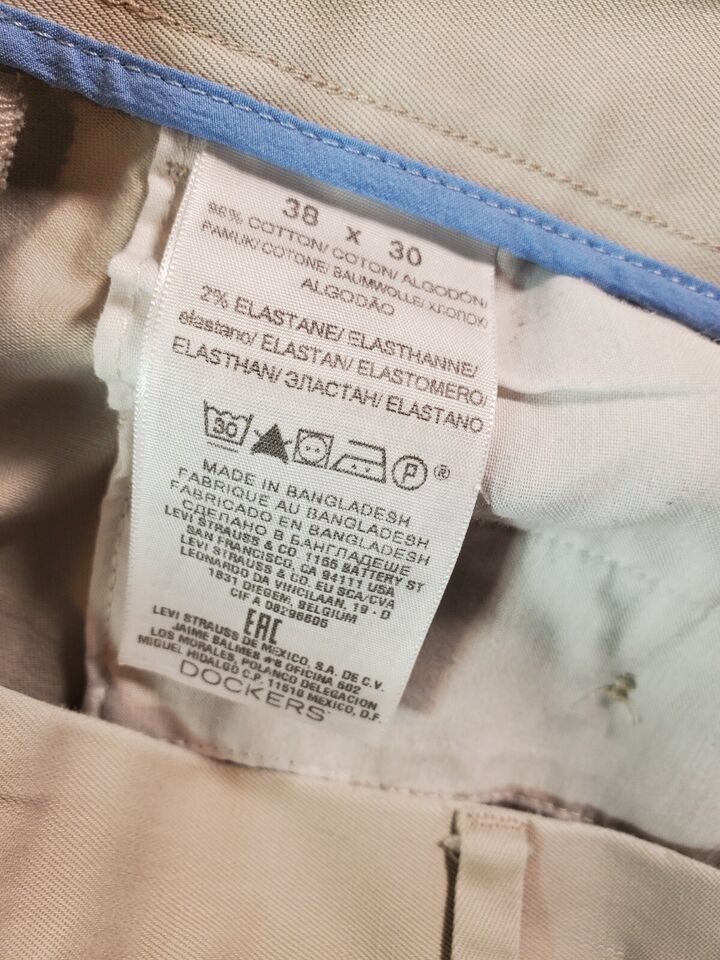 38 x 30
98% COTTON/ COTON/ ALGODÓN/
PAMUK/ COTONE/ BAUMWOLLE/ ХЛОПОК/
ALGODÃO
2% ELASTANE/ ELASTHANNE/
elastano/ ELASTAN/ ELASTOMERO/
ELASTHAN/ ЭЛАСТАН/ ELASTANO
30 P ®
MADE IN BANGLADESH
FABRIQUE AU BANGLADESH
FABRICADO EN BANGLADESH
СДЕЛАНО В БАНГЛАДЕШЕ
LEVI STRAUSS & CO 1155 BATTERY ST
SAN FRANCISCO, CA 94111 USA
LEVI STRAUSS & CO. EU SCA/CVA
LEONARDO DA VINCILAAN, 19 - D
1831 DIEGEM, BELGIUM
CIF A 08296695
EAC
LEVI STRAUSS DE MEXICO, S.A. DE C.V.
JAIME BALMES #8 OFICINA 602
LOS MORALES, POLANCO DELEGACION
MIGUEL HIDALGO C.P. 11510 MEXICO, D.F.
DOCKERS